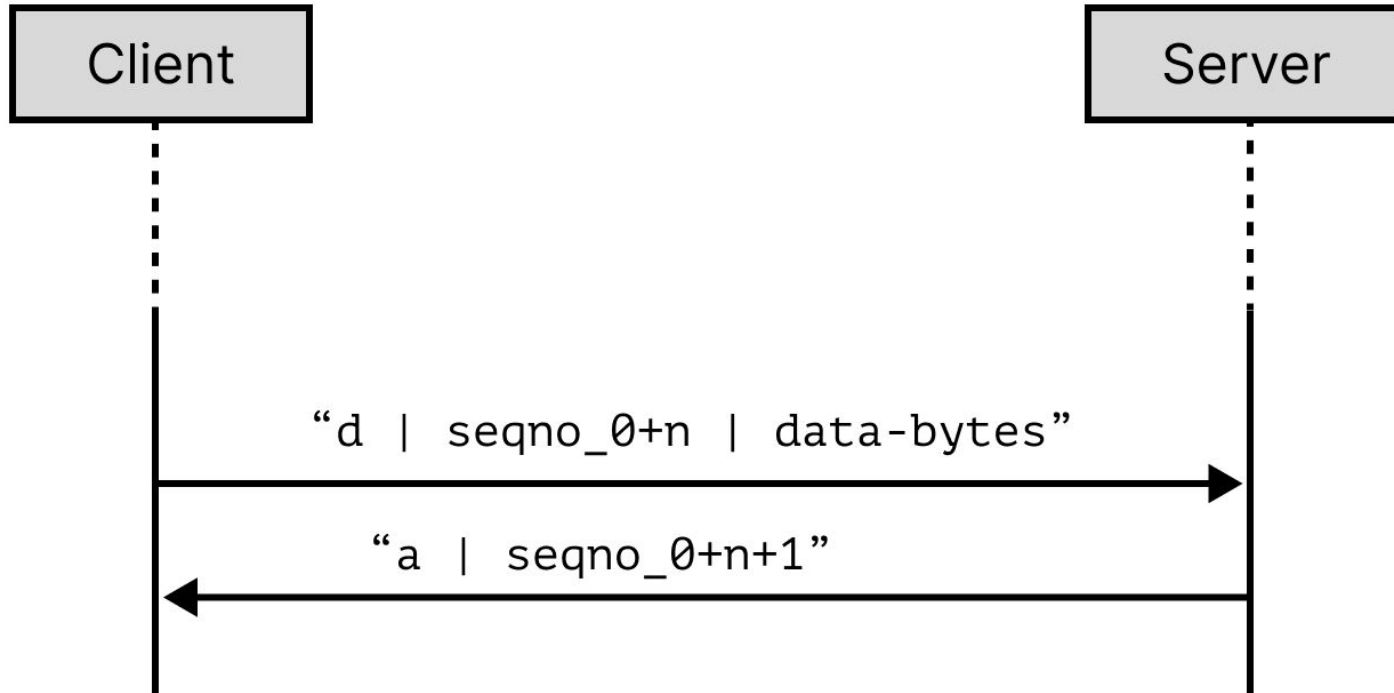 Client
Server
“d | seqno_0+n | data-bytes”
“a | seqno_0+n+1”